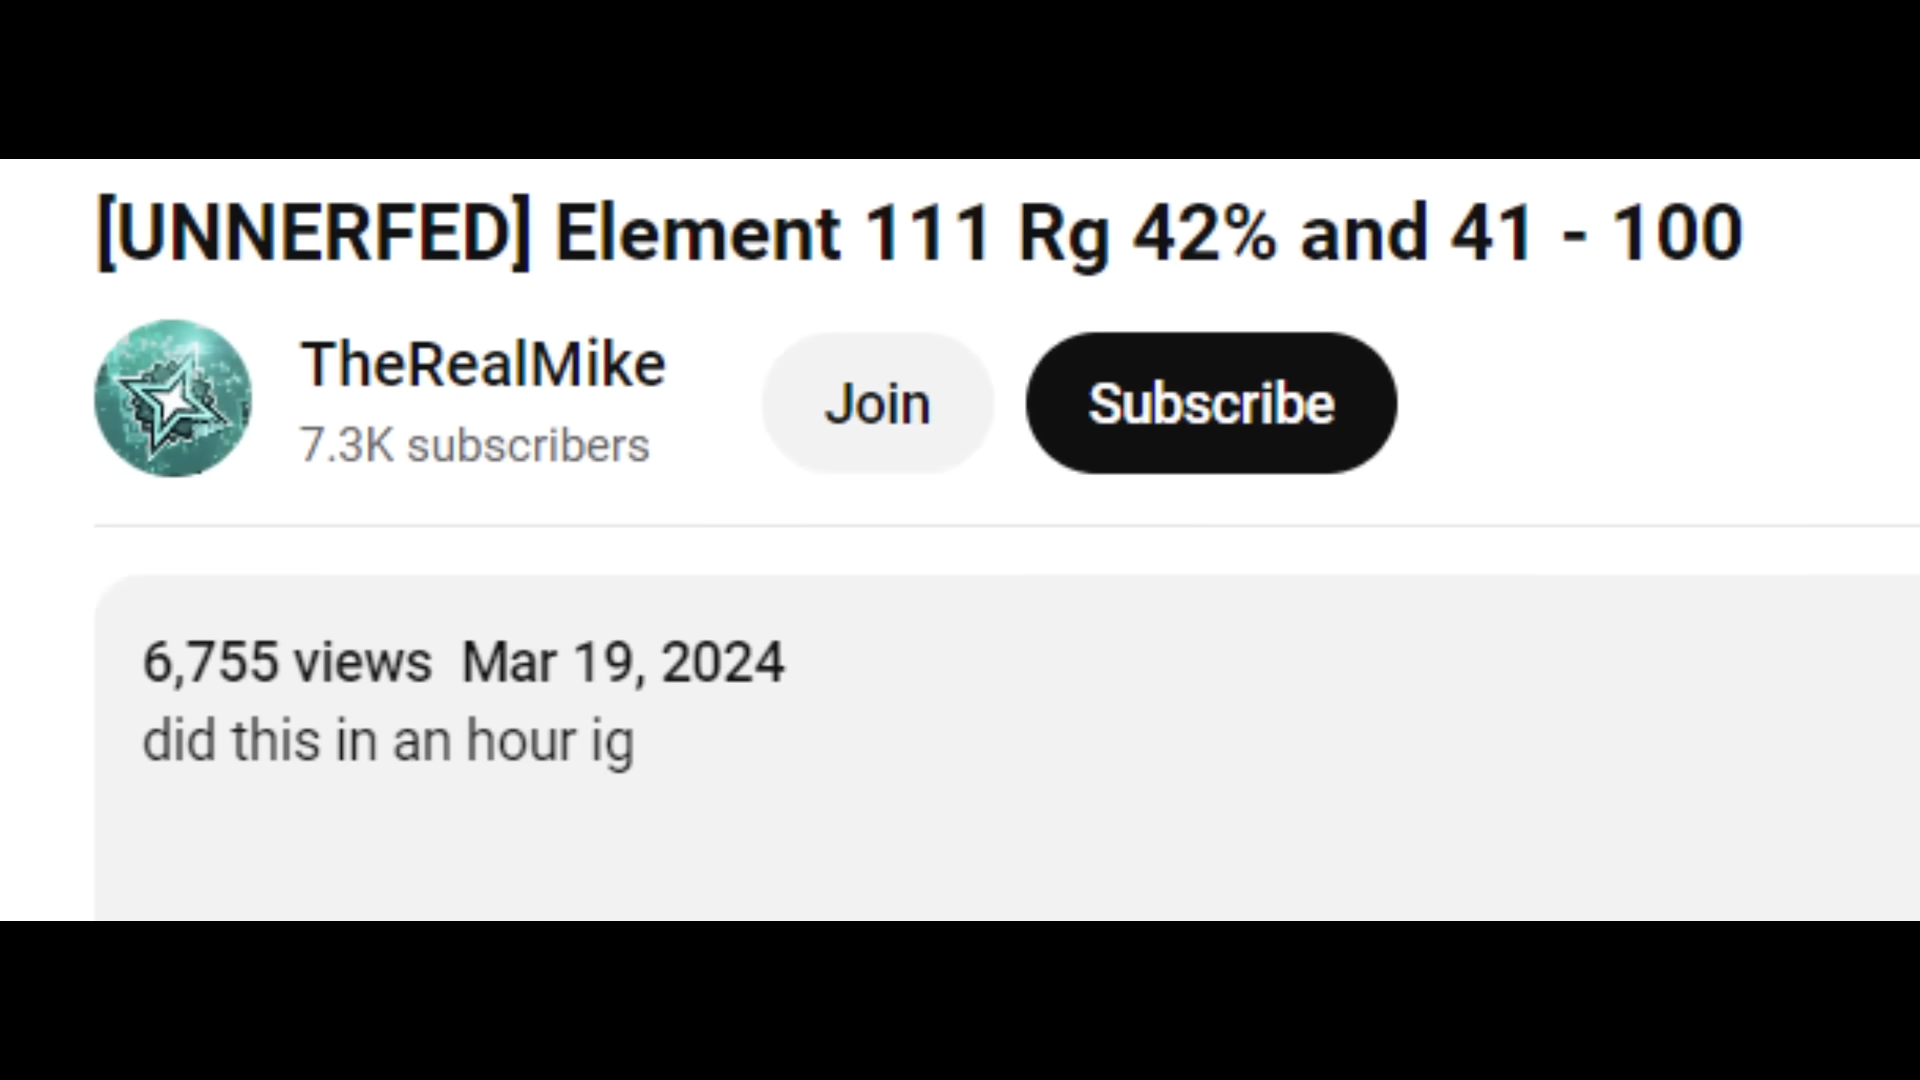 [UNNERFED] Element 111 Rg 42% and 41 - 100
TheRealMike
7.3K subscribers
Join
Subscribe
6,755 views Mar 19, 2024
did this in an hour ig